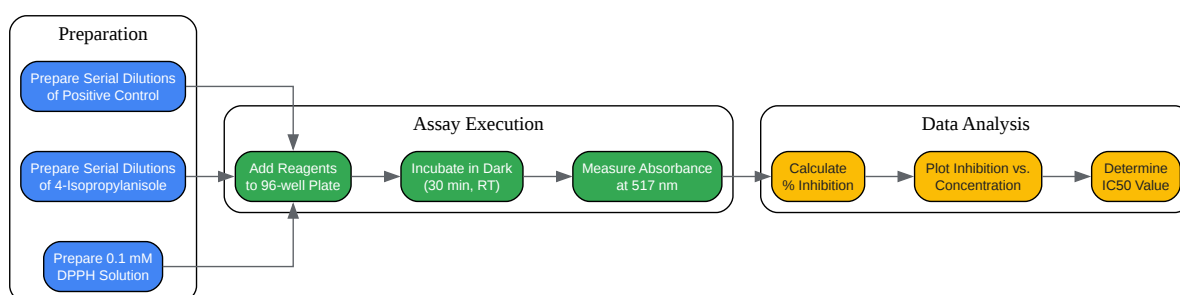 Preparation
Prepare Serial Dilutions
of Positive Control
Prepare Serial Dilutions
of 4-Isopropylanisole
Prepare 0.1 mM
DPPH Solution
Assay Execution
Add Reagents
to 96-well Plate
Incubate in Dark
(30 min, RT)
Measure Absorbance
at 517 nm
Data Analysis
Calculate
% Inhibition
Plot Inhibition vs.
Concentration
Determine
IC50 Value